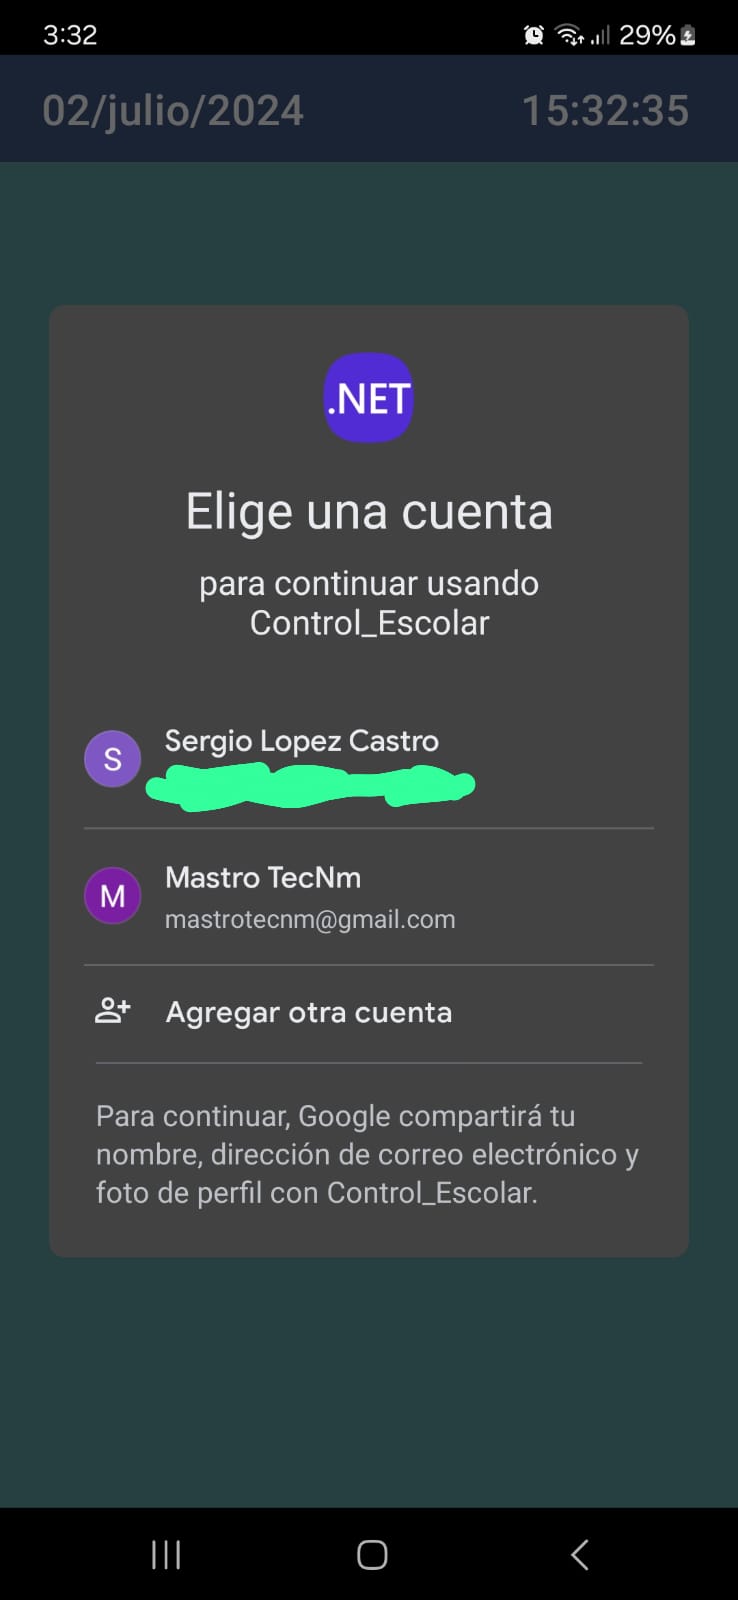 3:32
29%
02/julio/2024
15:32:35
.NET
Elige una cuenta
para continuar usando
Control_Escolar
S
Sergio Lopez Castro
M
Mastro TecNm
mastrotecnm@gmail.com
Agregar otra cuenta
Para continuar, Google compartirá tu
nombre, dirección de correo electrónico y
foto de perfil con Control_Escolar.